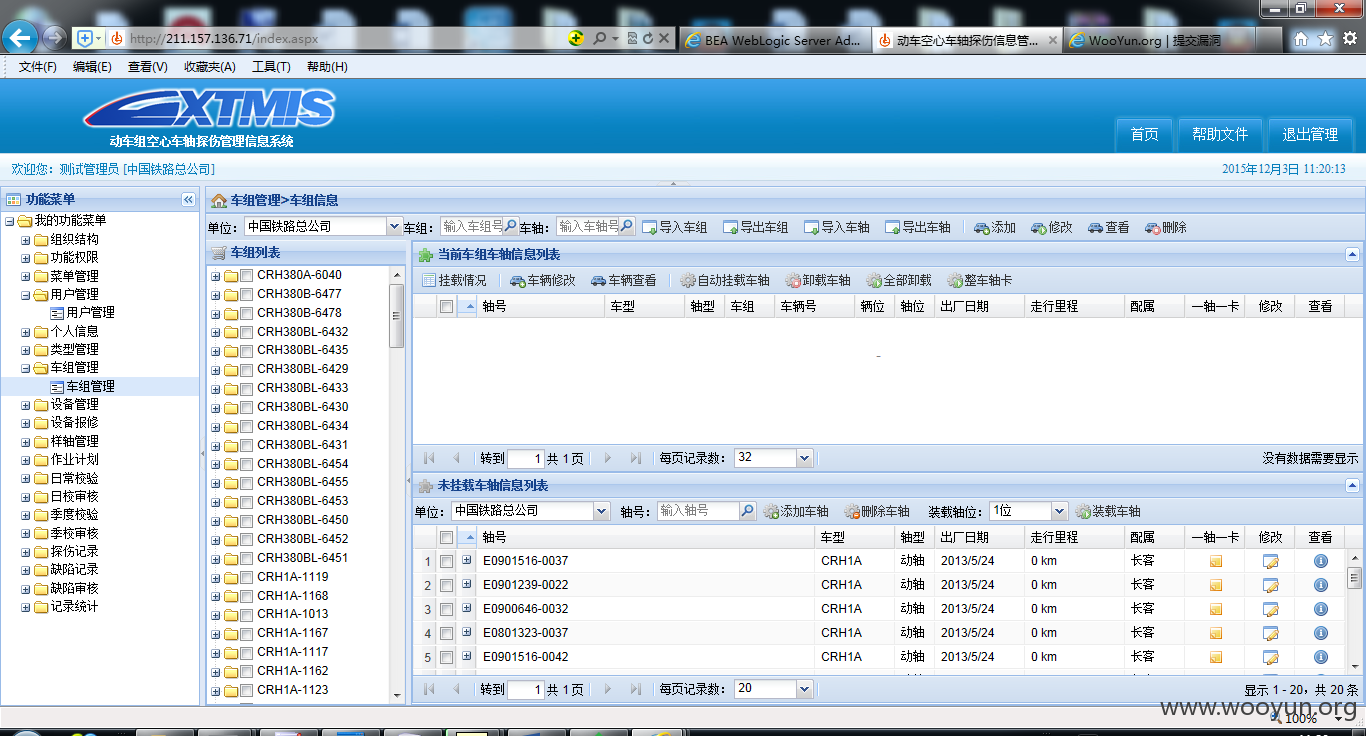 http://211.157.136.71/index.aspx
BEA WebLogic Server Ad...
动车空心车轴探伤信息管...
WooYun.org | 提交漏洞
文件(F) 编辑(E) 查看(V) 收藏夹(A) 工具(T) 帮助(H)
EXTMIS
动车组空心车轴探伤管理信息系统
首页 帮助文件 退出管理
欢迎您：测试管理员 [中国铁路总公司]
2015年12月3日 11:20:13
功能菜单
我的功能菜单
组织结构
功能权限
菜单管理
用户管理
用户管理
个人信息
类型管理
车组管理
车组管理
设备管理
设备报修
样轴管理
作业计划
日常校验
日校审核
季度校验
季校审核
探伤记录
缺陷记录
缺陷审核
记录统计
车组管理>车组信息
单位: 中国铁路总公司 车组: 输入车组号 车轴: 输入车轴号 导入车组 导出车组 导入车轴 导出车轴 添加 修改 查看 删除
车组列表
CRH380A-6040
CRH380B-6477
CRH380B-6478
CRH380BL-6432
CRH380BL-6435
CRH380BL-6429
CRH380BL-6433
CRH380BL-6430
CRH380BL-6434
CRH380BL-6431
CRH380BL-6454
CRH380BL-6455
CRH380BL-6453
CRH380BL-6450
CRH380BL-6452
CRH380BL-6451
CRH1A-1119
CRH1A-1168
CRH1A-1013
CRH1A-1167
CRH1A-1117
CRH1A-1162
CRH1A-1123
当前车组车轴信息列表
挂载情况 车辆修改 车辆查看 自动挂载车轴 卸载车轴 全部卸载 整车轴卡
轴号 车型 轴型 车组 车辆号 辆位 轴位 出厂日期 走行里程 配属 一轴一卡 修改 查看
转到 1 共 1 页 每页记录数: 32 没有数据需要显示
未挂载车轴信息列表
单位: 中国铁路总公司 轴号: 输入轴号 添加车轴 删除车轴 装载轴位: 1位 装载车轴
轴号 车型 轴型 出厂日期 走行里程 配属 一轴一卡 修改 查看
1 E0901516-0037 CRH1A 动轴 2013/5/24 0 km 长客
2 E0901239-0022 CRH1A 动轴 2013/5/24 0 km 长客
3 E0900646-0032 CRH1A 动轴 2013/5/24 0 km 长客
4 E0801323-0037 CRH1A 动轴 2013/5/24 0 km 长客
5 E0901516-0042 CRH1A 动轴 2013/5/24 0 km 长客
转到 1 共 1 页 每页记录数: 20 显示 1 - 20，共 20 条
www.wooyun.org
100%